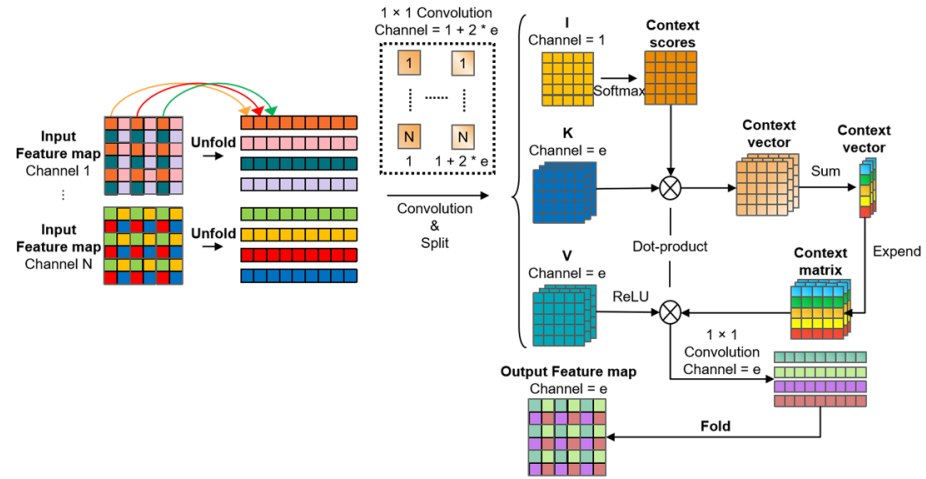 Input
Feature map
Channel 1
⋮
Input
Feature map
Channel N
Unfold
Unfold
1 × 1 Convolution
Channel = 1 + 2 * e
1 1
⋮ ...... ⋮
N N
1 1 + 2 * e
Convolution
&
Split
I
Channel = 1
Softmax
Context
scores
K
Channel = e
V
Channel = e
ReLU
Dot-product
Context
vector
Sum
Context
vector
Expend
Context
matrix
1 × 1
Convolution
Channel = e
Fold
Output Feature map
Channel = e